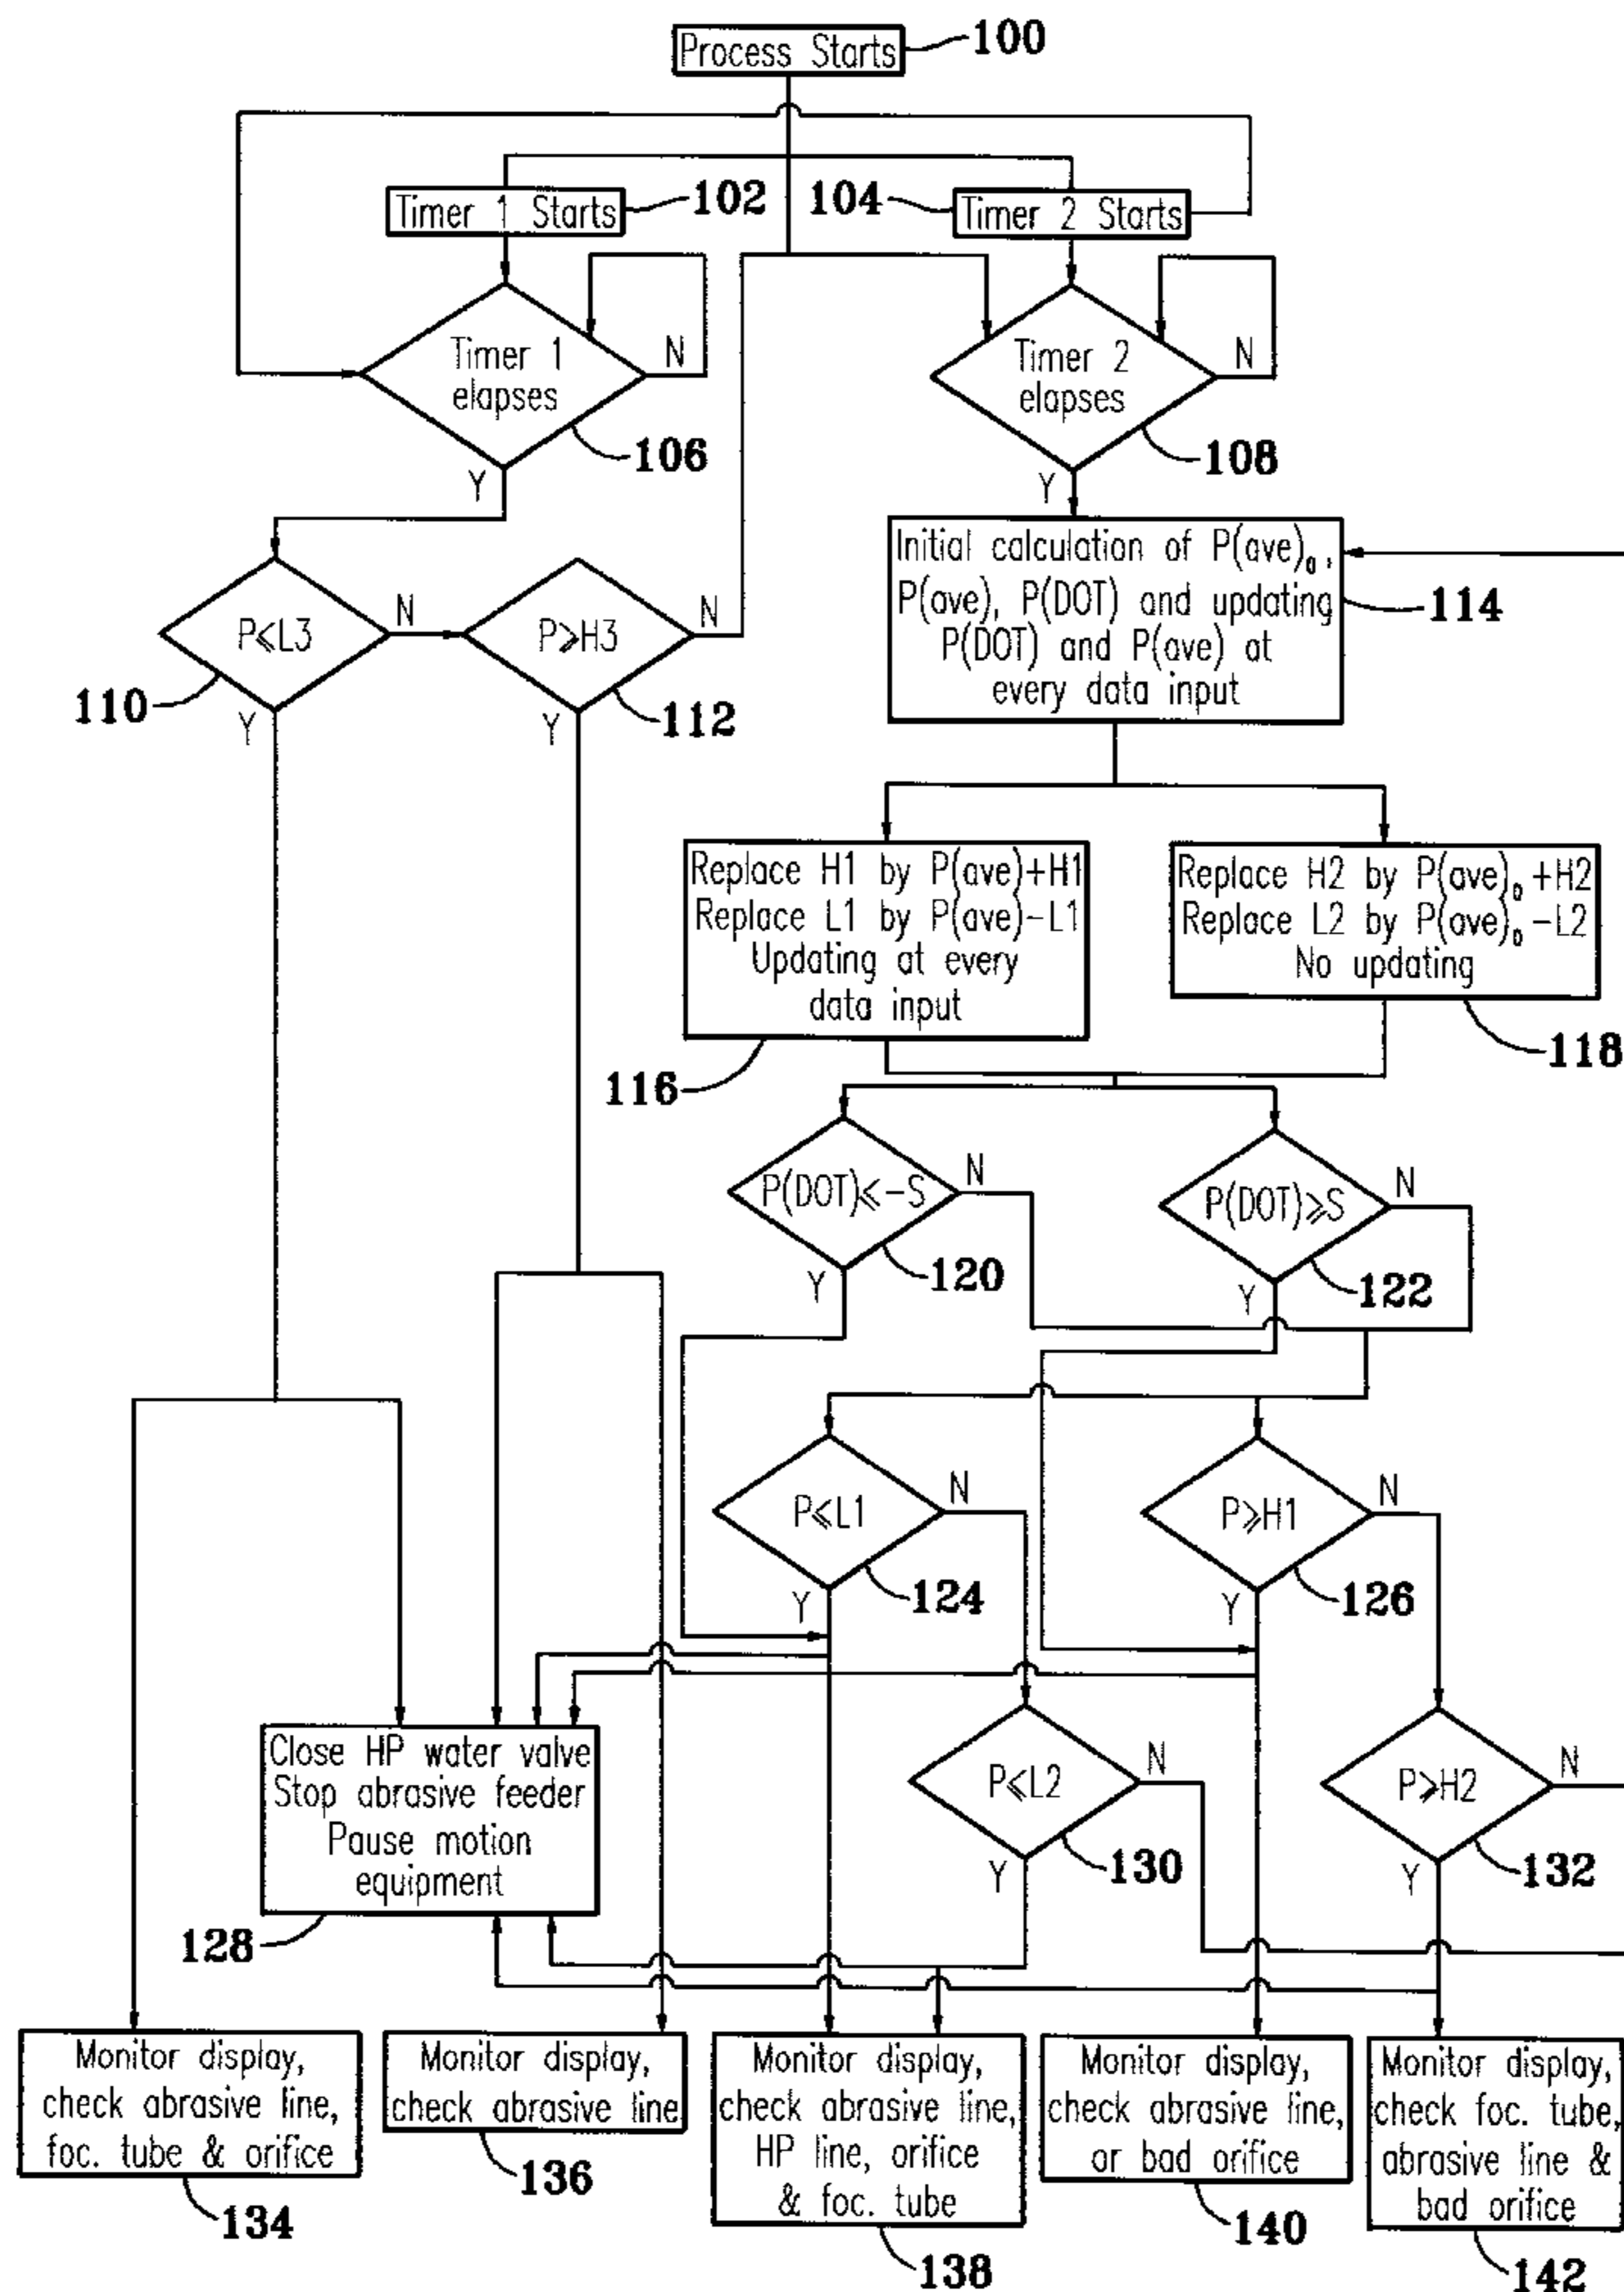 Process Starts
100
Timer 1 Starts
102
104
Timer 2 Starts
Timer 1
elapses
N
106
Y
Timer 2
elapses
N
108
Y
P⩽L3
N
110
Y
P⩾H3
N
112
Y
Initial calculation of P(ave)₀,
P(ave), P(DOT) and updating
P(DOT) and P(ave) at
every data input
114
Replace H1 by P(ave)+H1
Replace L1 by P(ave)-L1
Updating at every
data input
116
Replace H2 by P(ave)₀+H2
Replace L2 by P(ave)₀-L2
No updating
118
P(DOT)⩽-S
N
120
Y
P(DOT)⩾S
N
122
Y
P⩽L1
N
124
Y
P⩾H1
N
126
Y
Close HP water valve
Stop abrasive feeder
Pause motion
equipment
128
P⩽L2
N
130
Y
P⩾H2
N
132
Y
Monitor display,
check abrasive line,
foc. tube & orifice
134
Monitor display,
check abrasive line
136
Monitor display,
check abrasive line,
HP line, orifice
& foc. tube
138
Monitor display,
check abrasive line,
or bad orifice
140
Monitor display,
check foc. tube,
abrasive line &
bad orifice
142